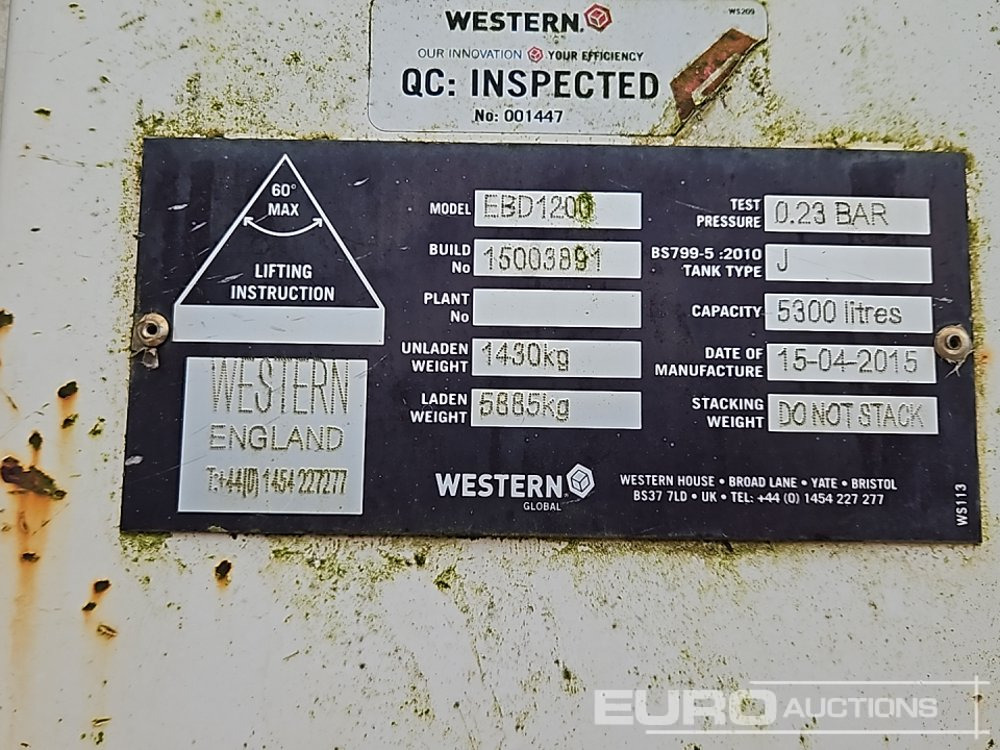 WESTERN
WS209
OUR INNOVATION YOUR EFFICIENCY
QC: INSPECTED
No: 001447
60°
MAX
LIFTING
INSTRUCTION
WESTERN
ENGLAND
T:+44(0) 1454 227277
MODEL EBD1200
BUILD No 15003891
PLANT No
UNLADEN WEIGHT 1430kg
LADEN WEIGHT 5885kg
TEST PRESSURE 0.23 BAR
BS799-5 :2010 TANK TYPE J
CAPACITY 5300 litres
DATE OF MANUFACTURE 15-04-2015
STACKING WEIGHT DO NOT STACK
WESTERN
GLOBAL
WESTERN HOUSE • BROAD LANE • YATE • BRISTOL
BS37 7LD • UK • TEL: +44 (0) 1454 227 277
WS113
EURO AUCTIONS